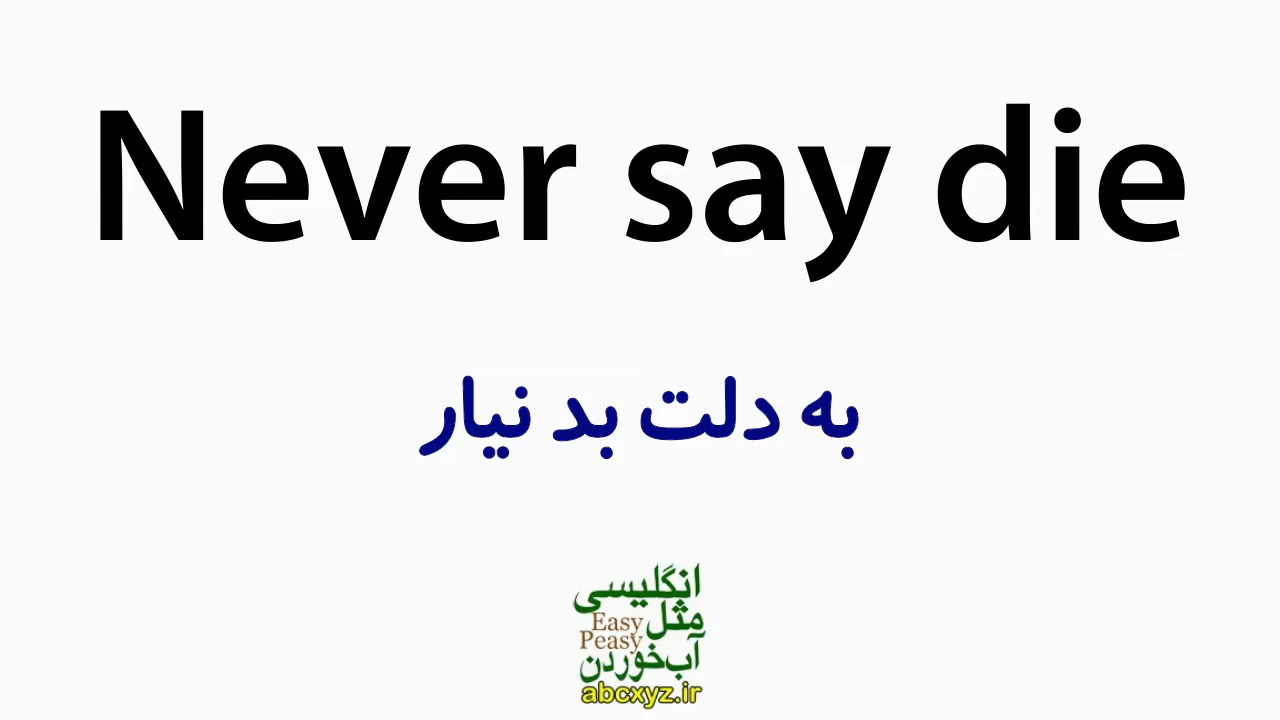 Never say die
به دلت بد نیار
انگلیسی
مثل Easy
Peasy
آب‌خوردن
abcxyz.ir